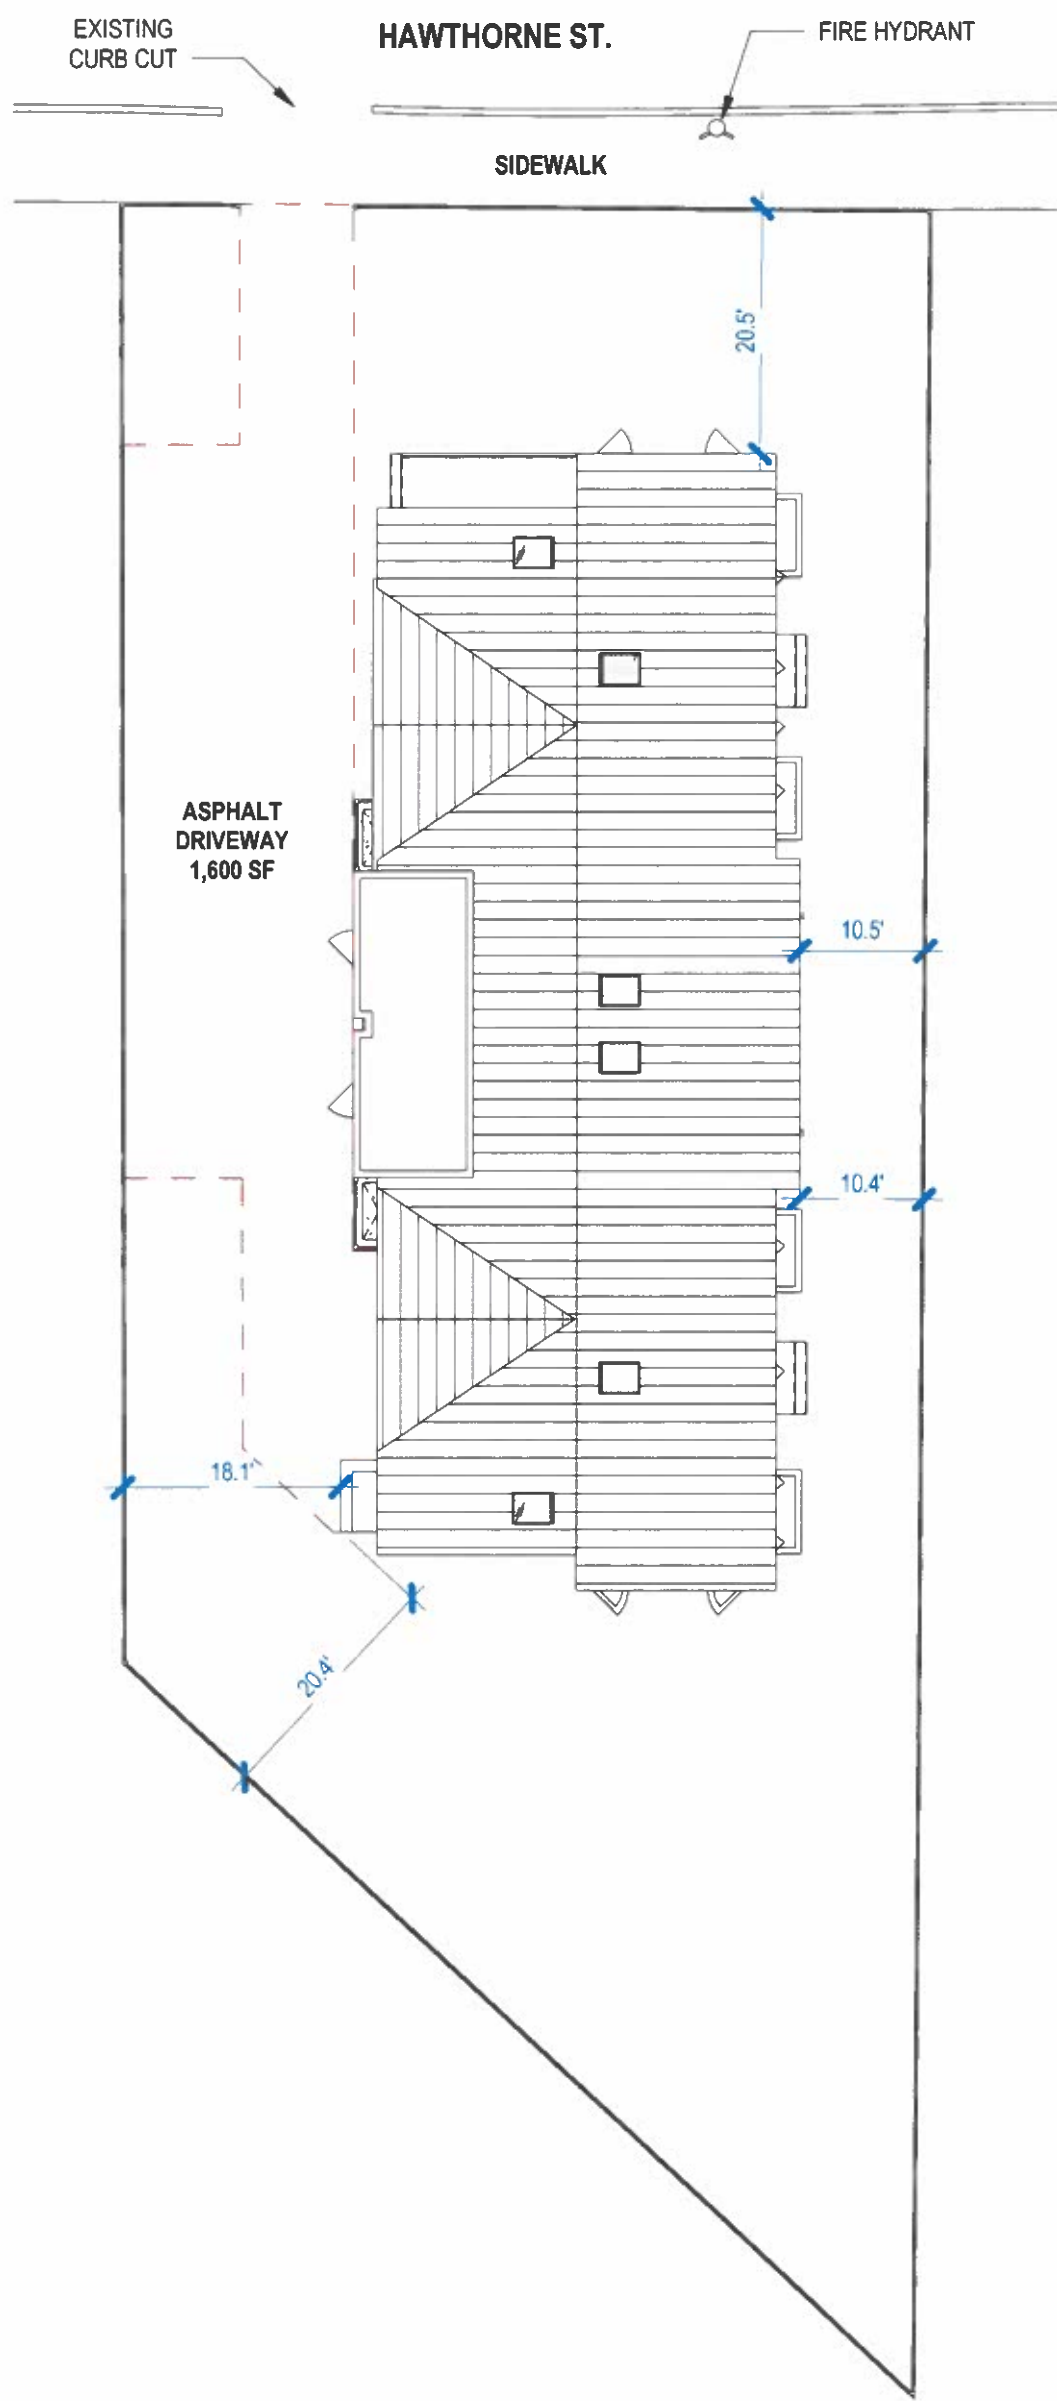 EXISTING
CURB CUT
HAWTHORNE ST.
FIRE HYDRANT
SIDEWALK
20.5'
ASPHALT
DRIVEWAY
1,600 SF
10.5'
10.4'
18.1'
20.4'